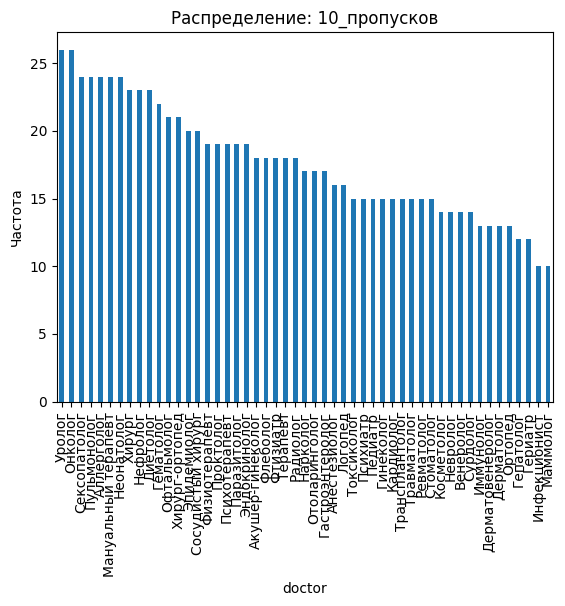 Распределение: 10_пропусков
Частота
25
20
15
10
5
0
Уролог
Онколог
Сексопатолог
Пульмонолог
Аллерголог
Мануальный терапевт
Неонатолог
Хирург
Нефролог
Диетолог
Гематолог
Офтальмолог
Хирург-ортопед
Эпидемиолог
Сосудистый хирург
Физиотерапевт
Проктолог
Психотерапевт
Паразитолог
Эндокринолог
Акушер-гинеколог
Флеболог
Фтизиатр
Терапевт
Радиолог
Нарколог
Отоларинголог
Гастроэнтеролог
Анестезиолог
Логопед
Токсиколог
Психиатр
Педиатр
Гинеколог
Кардиолог
Трансплантолог
Травматолог
Ревматолог
Стоматолог
Косметолог
Невролог
Венеролог
Сурдолог
Иммунолог
Дерматовенеролог
Дерматолог
Ортопед
Гепатолог
Гериатр
Инфекционист
Маммолог
doctor